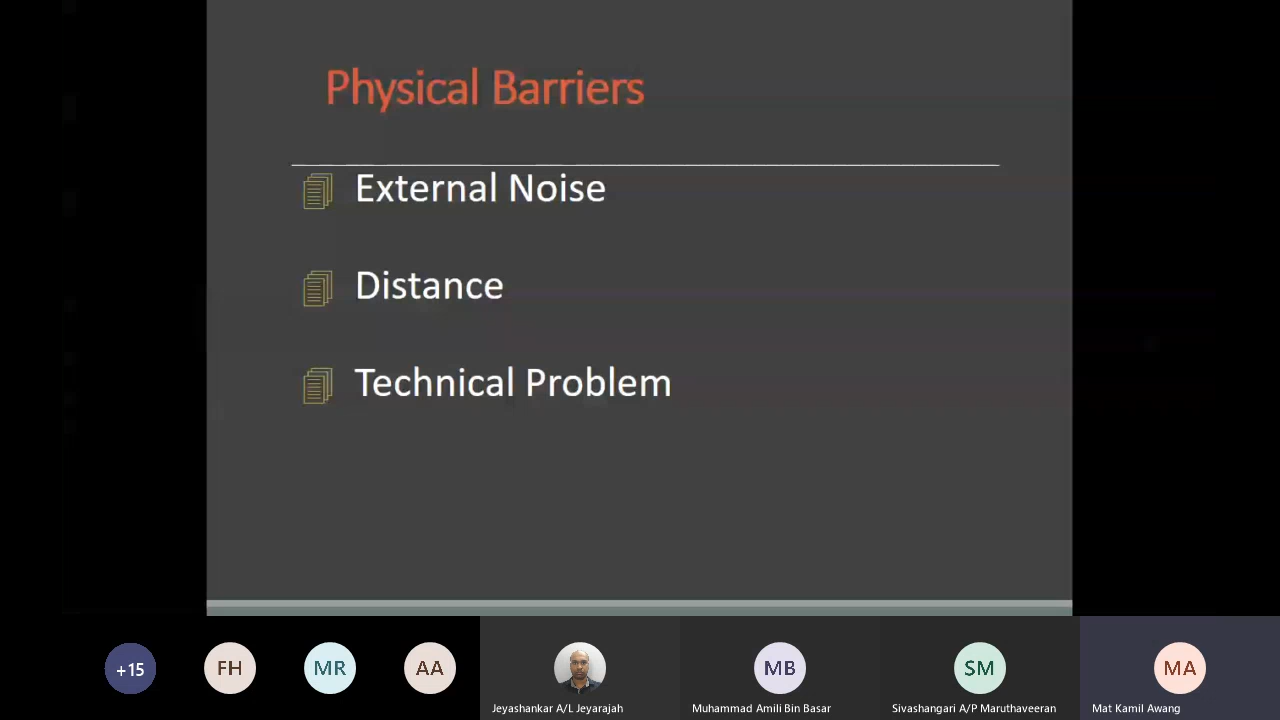 Physical Barriers
External Noise
Distance
Technical Problem
+15
FH
MR
AA
MB
SM
MA
Jeyashankar A/L Jeyarajah
Muhammad Amili Bin Basar
Sivashangari A/P Maruthaveeran
Mat Kamil Awang